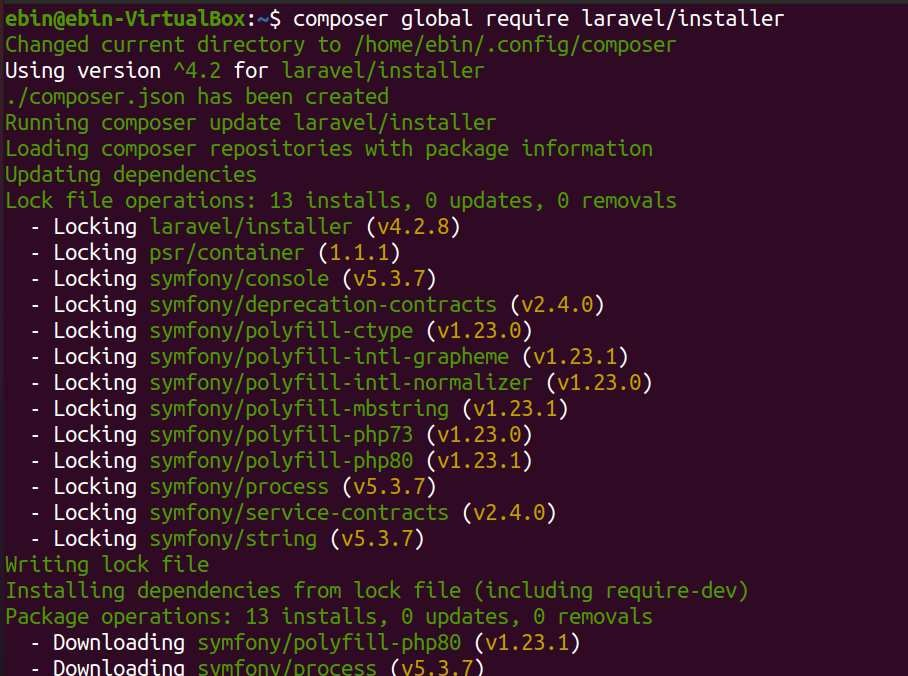 ebin@ebin-VirtualBox:~$ composer global require laravel/installer
Changed current directory to /home/ebin/.config/composer
Using version ^4.2 for laravel/installer
./composer.json has been created
Running composer update laravel/installer
Loading composer repositories with package information
Updating dependencies
Lock file operations: 13 installs, 0 updates, 0 removals
  - Locking laravel/installer (v4.2.8)
  - Locking psr/container (1.1.1)
  - Locking symfony/console (v5.3.7)
  - Locking symfony/deprecation-contracts (v2.4.0)
  - Locking symfony/polyfill-ctype (v1.23.0)
  - Locking symfony/polyfill-intl-grapheme (v1.23.1)
  - Locking symfony/polyfill-intl-normalizer (v1.23.0)
  - Locking symfony/polyfill-mbstring (v1.23.1)
  - Locking symfony/polyfill-php73 (v1.23.0)
  - Locking symfony/polyfill-php80 (v1.23.1)
  - Locking symfony/process (v5.3.7)
  - Locking symfony/service-contracts (v2.4.0)
  - Locking symfony/string (v5.3.7)
Writing lock file
Installing dependencies from lock file (including require-dev)
Package operations: 13 installs, 0 updates, 0 removals
  - Downloading symfony/polyfill-php80 (v1.23.1)
  - Downloading symfony/process (v5.3.7)